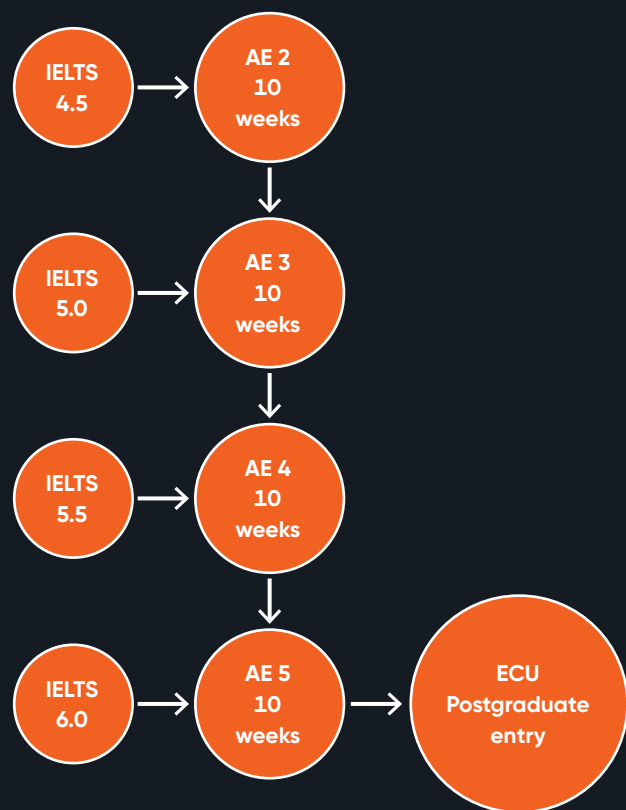 IELTS
4.5
AE 2
10
weeks
IELTS
5.0
AE 3
10
weeks
IELTS
5.5
AE 4
10
weeks
IELTS
6.0
AE 5
10
weeks
ECU
Postgraduate
entry